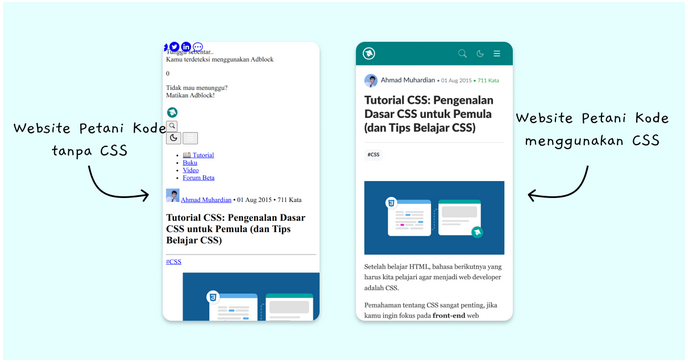 Website Petani Kode
tanpa CSS
Kamu terdeteksi menggunakan Adblock
0
Tidak mau menunggu?
Matikan Adblock!
Tutorial
Buku
Video
Forum Beta
Ahmad Muhardian • 01 Aug 2015 • 711 Kata
Tutorial CSS: Pengenalan Dasar
CSS untuk Pemula (dan Tips
Belajar CSS)
#CSS
Ahmad Muhardian • 01 Aug 2015 • 711 Kata
Tutorial CSS: Pengenalan
Dasar CSS untuk Pemula
(dan Tips Belajar CSS)
#CSS
Setelah belajar HTML, bahasa berikutnya yang
harus kita pelajari agar menjadi web developer
adalah CSS.
Pemahaman tentang CSS sangat penting, jika
kamu ingin fokus pada front-end web
Website Petani Kode
menggunakan CSS